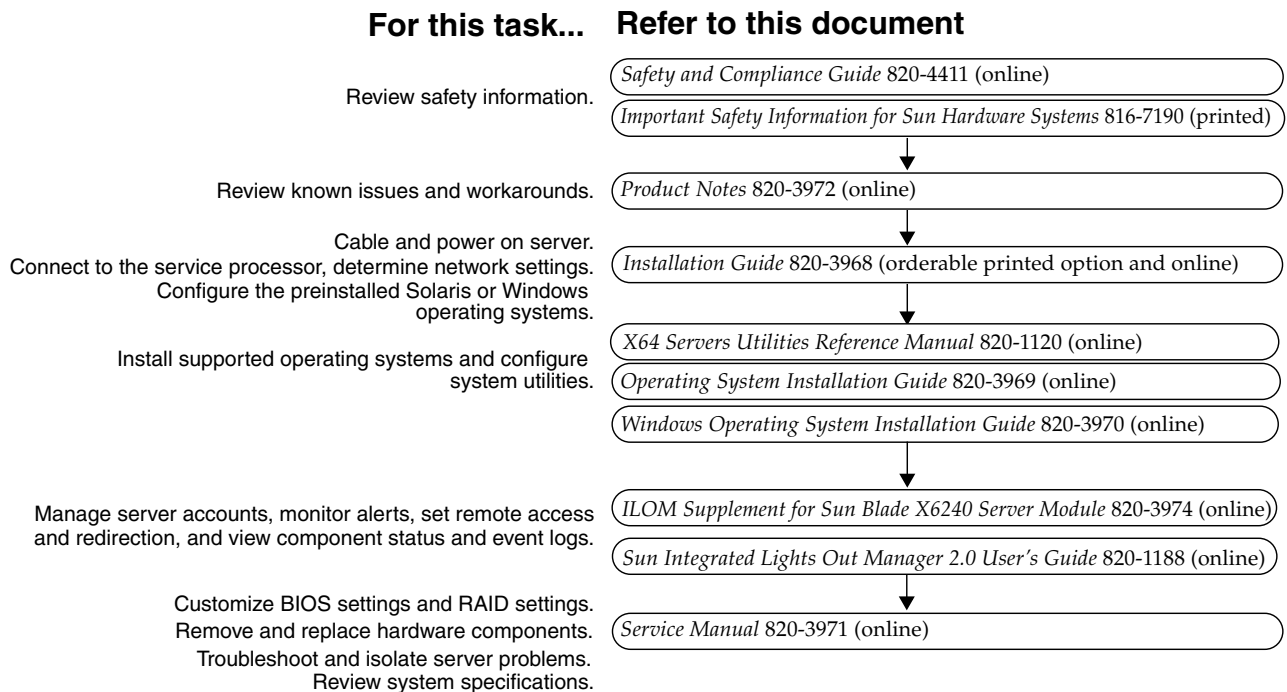 For this task... Refer to this document
Review safety information.
Safety and Compliance Guide 820-4411 (online)
Important Safety Information for Sun Hardware Systems 816-7190 (printed)
Review known issues and workarounds.
Product Notes 820-3972 (online)
Cable and power on server.
Connect to the service processor, determine network settings.
Configure the preinstalled Solaris or Windows
operating systems.
Installation Guide 820-3968 (orderable printed option and online)
Install supported operating systems and configure
system utilities.
X64 Servers Utilities Reference Manual 820-1120 (online)
Operating System Installation Guide 820-3969 (online)
Windows Operating System Installation Guide 820-3970 (online)
Manage server accounts, monitor alerts, set remote access
and redirection, and view component status and event logs.
ILOM Supplement for Sun Blade X6240 Server Module 820-3974 (online)
Sun Integrated Lights Out Manager 2.0 User's Guide 820-1188 (online)
Customize BIOS settings and RAID settings.
Remove and replace hardware components.
Troubleshoot and isolate server problems.
Review system specifications.
Service Manual 820-3971 (online)